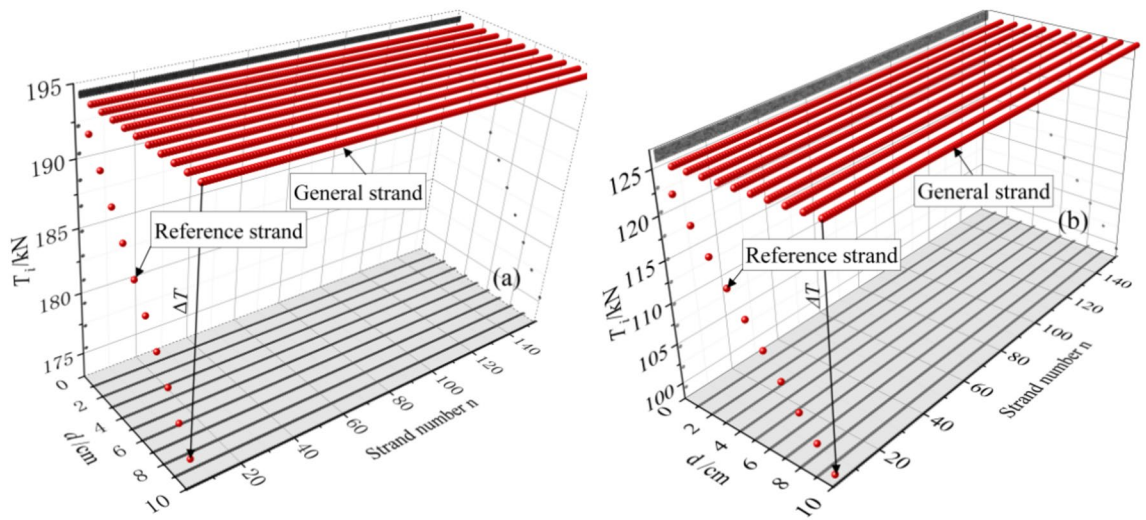 195
190
185
180
175
T_i/kN
0
2
4
6
8
10
d/cm
20
40
60
80
100
120
140
Strand number n
General strand
Reference strand
ΔT
(a)
125
120
115
110
105
100
T_i/kN
0
2
4
6
8
10
d/cm
20
40
60
80
100
120
140
Strand number n
General strand
Reference strand
ΔT
(b)